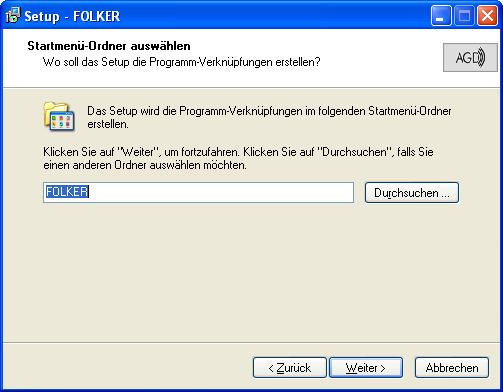 Setup - FOLKER
Startmenü-Ordner auswählen
Wo soll das Setup die Programm-Verknüpfungen erstellen?
AGD
Das Setup wird die Programm-Verknüpfungen im folgenden Startmenü-Ordner
erstellen.
Klicken Sie auf "Weiter", um fortzufahren. Klicken Sie auf "Durchsuchen", falls Sie
einen anderen Ordner auswählen möchten.
FOLKER
Durchsuchen ...
< Zurück
Weiter >
Abbrechen